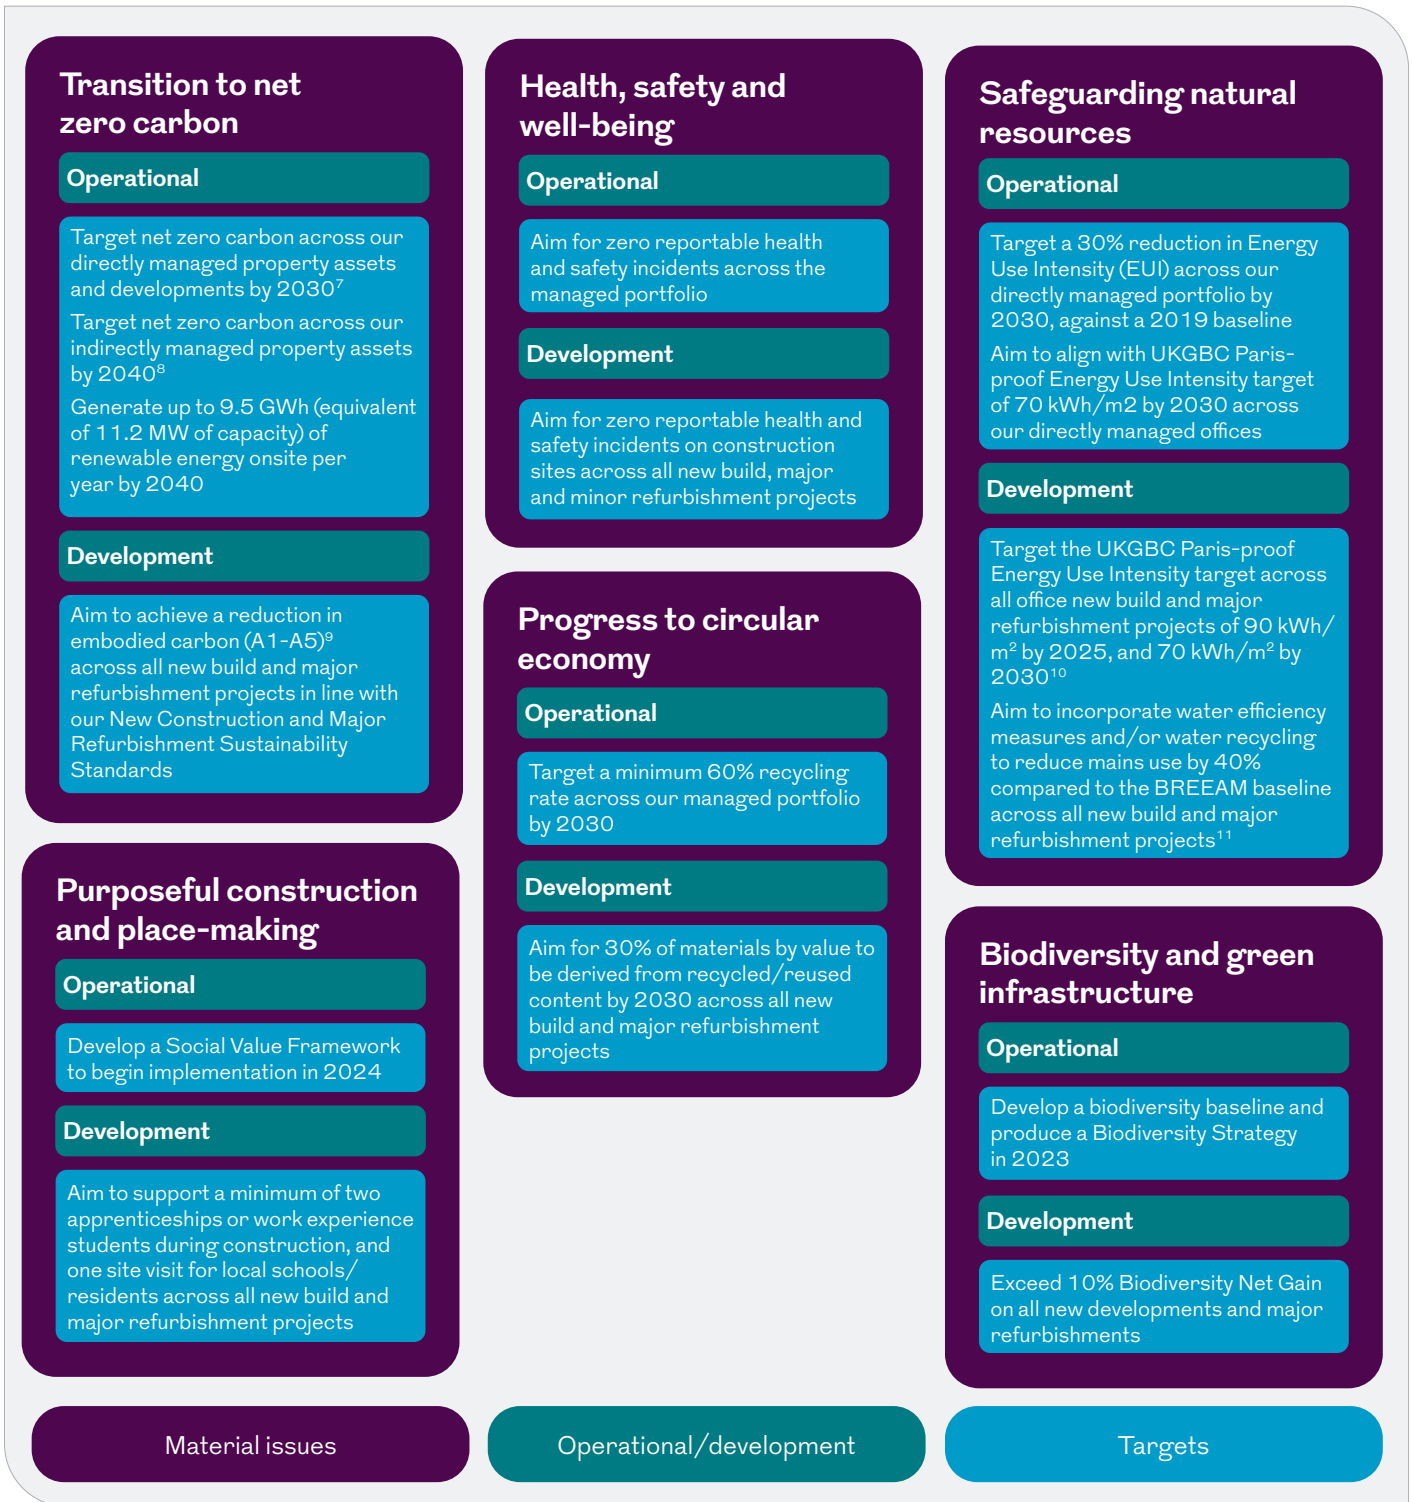 Transition to net
zero carbon
Operational
Target net zero carbon across our
directly managed property assets
and developments by 2030⁷
Target net zero carbon across our
indirectly managed property assets
by 2040⁸
Generate up to 9.5 GWh (equivalent
of 11.2 MW of capacity) of
renewable energy onsite per
year by 2040
Development
Aim to achieve a reduction in
embodied carbon (A1-A5)⁹
across all new build and major
refurbishment projects in line with
our New Construction and Major
Refurbishment Sustainability
Standards
Purposeful construction
and place-making
Operational
Develop a Social Value Framework
to begin implementation in 2024
Development
Aim to support a minimum of two
apprenticeships or work experience
students during construction, and
one site visit for local schools/
residents across all new build and
major refurbishment projects
Health, safety and
well-being
Operational
Aim for zero reportable health
and safety incidents across the
managed portfolio
Development
Aim for zero reportable health and
safety incidents on construction
sites across all new build, major
and minor refurbishment projects
Progress to circular
economy
Operational
Target a minimum 60% recycling
rate across our managed portfolio
by 2030
Development
Aim for 30% of materials by value to
be derived from recycled/reused
content by 2030 across all new
build and major refurbishment
projects
Safeguarding natural
resources
Operational
Target a 30% reduction in Energy
Use Intensity (EUI) across our
directly managed portfolio by
2030, against a 2019 baseline
Aim to align with UKGBC Paris-
proof Energy Use Intensity target
of 70 kWh/m2 by 2030 across
our directly managed offices
Development
Target the UKGBC Paris-proof
Energy Use Intensity target across
all office new build and major
refurbishment projects of 90 kWh/
m² by 2025, and 70 kWh/m² by
2030¹⁰
Aim to incorporate water efficiency
measures and/or water recycling
to reduce mains use by 40%
compared to the BREEAM baseline
across all new build and major
refurbishment projects¹¹
Biodiversity and green
infrastructure
Operational
Develop a biodiversity baseline and
produce a Biodiversity Strategy
in 2023
Development
Exceed 10% Biodiversity Net Gain
on all new developments and major
refurbishments
Material issues
Operational/development
Targets